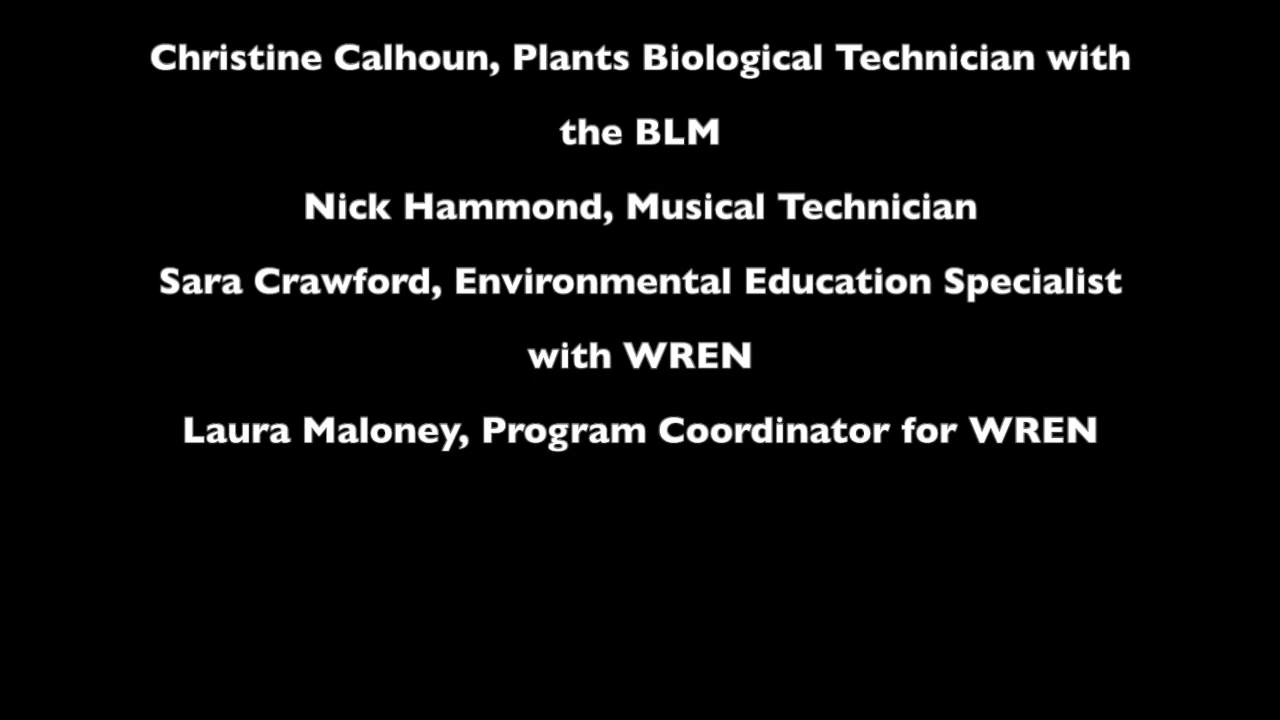 Christine Calhoun, Plants Biological Technician with
the BLM
Nick Hammond, Musical Technician
Sara Crawford, Environmental Education Specialist
with WREN
Laura Maloney, Program Coordinator for WREN